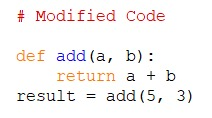 # Modified Code
def add(a, b):
    return a + b
result = add(5, 3)